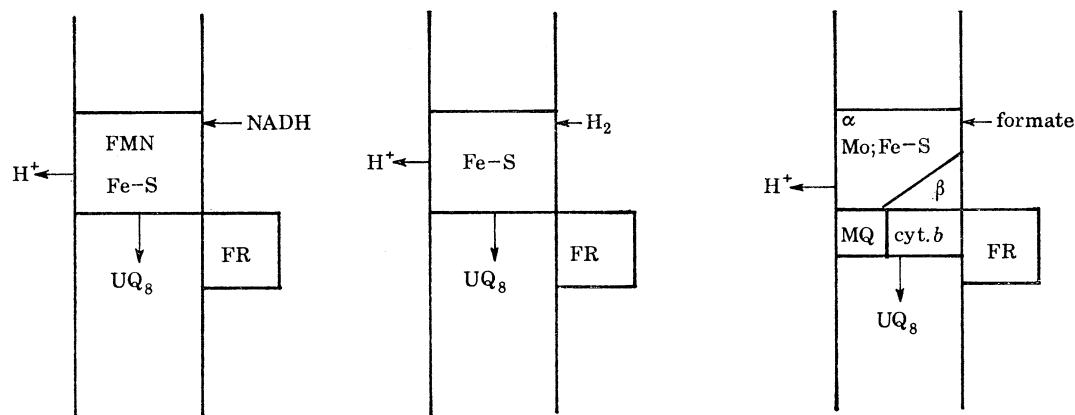 FMN
Fe-S
NADH
H⁺
UQ₈
FR
Fe-S
H₂
H⁺
UQ₈
FR
α
Mo;Fe-S
β
formate
H⁺
MQ
cyt.b
FR
UQ₈